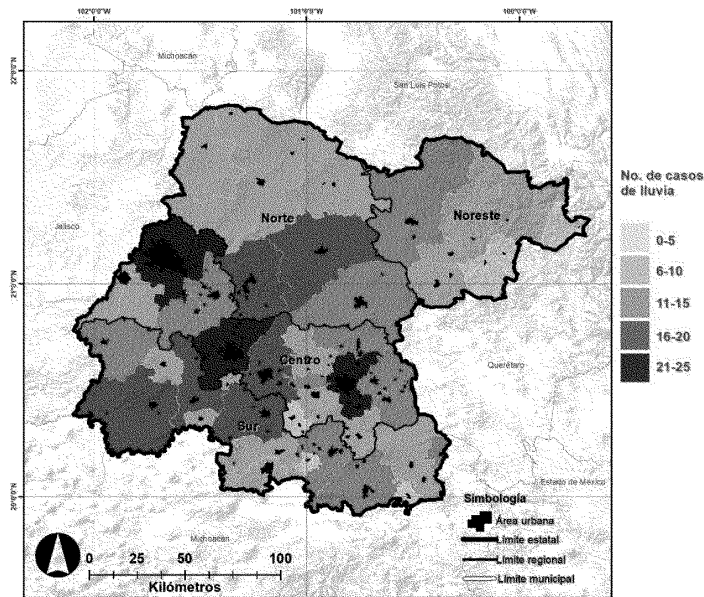 102°0'0"W
101°0'0"W
100°0'0"W
22°0'0"N
21°0'0"N
20°0'0"N
Michoacán
San Luis Potosí
Jalisco
Norte
Noreste
Centro
Querétaro
Sur
Estado de México
Michoacán
No. de casos
de lluvia
0-5
6-10
11-15
16-20
21-25
Simbología
Área urbana
Límite estatal
Límite regional
Límite municipal
0 25 50 100
Kilómetros